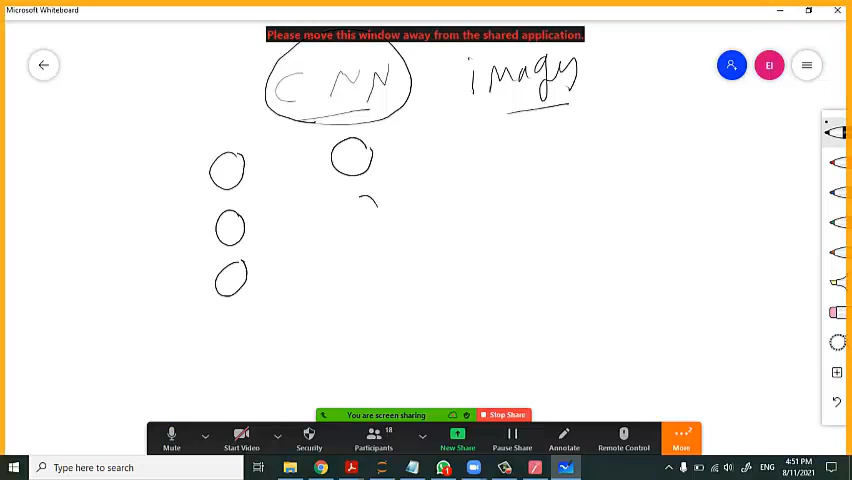 Microsoft Whiteboard
Please move this window away from the shared application.
CNN images
EI
You are screen sharing Stop Share
18
Mute Start Video Security Participants New Share Pause Share Annotate Remote Control More
Type here to search
ENG
4:51 PM
8/11/2021